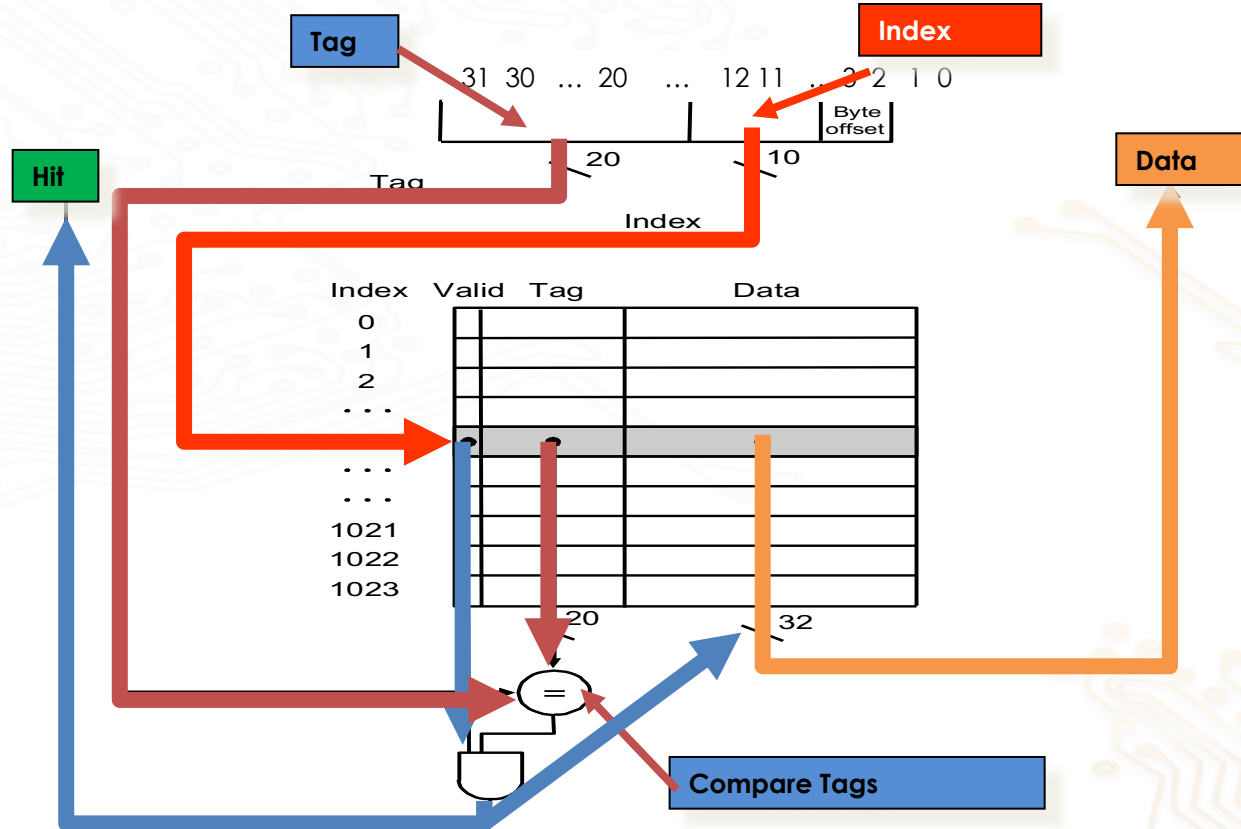 Index
Tag
31 30 ... 20 ... 12 11 ... 3 2 1 0
Byte
offset
20 10
Hit
Data
Tag
Index
Index Valid Tag Data
0
1
2
. . .
. . .
. . .
1021
1022
1023
20 32
=
Compare Tags